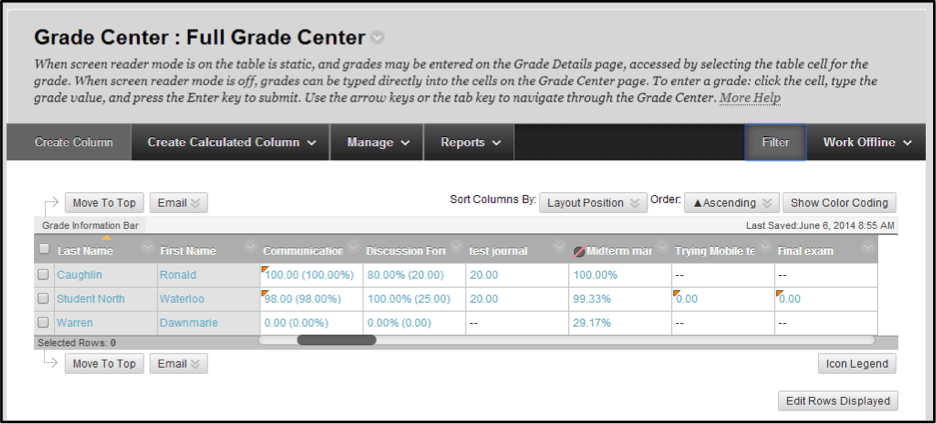 Grade Center : Full Grade Center
When screen reader mode is on the table is static, and grades may be entered on the Grade Details page, accessed by selecting the table cell for the
grade. When screen reader mode is off, grades can be typed directly into the cells on the Grade Center page. To enter a grade: click the cell, type the
grade value, and press the Enter key to submit. Use the arrow keys or the tab key to navigate through the Grade Center. More Help
Create Column Create Calculated Column Manage Reports Filter Work Offline
Move To Top Email Sort Columns By: Layout Position Order: ▲Ascending Show Color Coding
Grade Information Bar Last Saved:June 6, 2014 8:55 AM
Last Name First Name Communication Discussion Forı test journal Midterm mar Trying Mobile te Final exam
Caughlin Ronald 100.00 (100.00%) 80.00% (20.00) 20.00 100.00% -- --
Student North Waterloo 98.00 (98.00%) 100.00% (25.00) 20.00 99.33% 0.00 0.00
Warren Dawnmarie 0.00 (0.00%) 0.00% (0.00) -- 29.17% -- --
Selected Rows: 0
Move To Top Email Icon Legend
Edit Rows Displayed